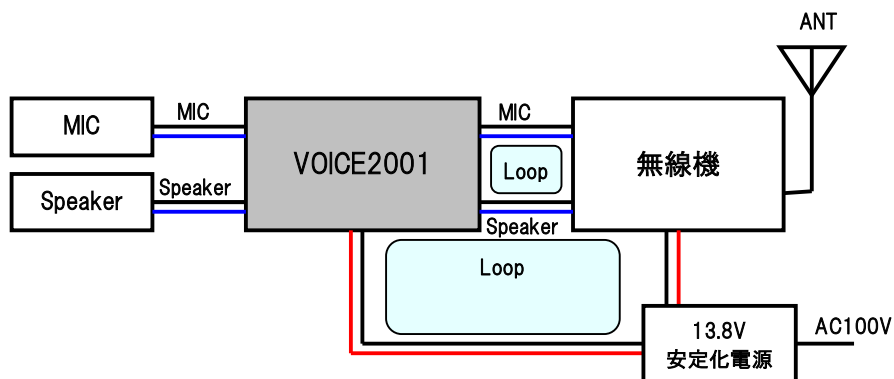 ANT
MIC
MIC
VOICE2001
MIC
無線機
Loop
Speaker
Speaker
Speaker
Loop
13.8V
安定化電源
AC100V